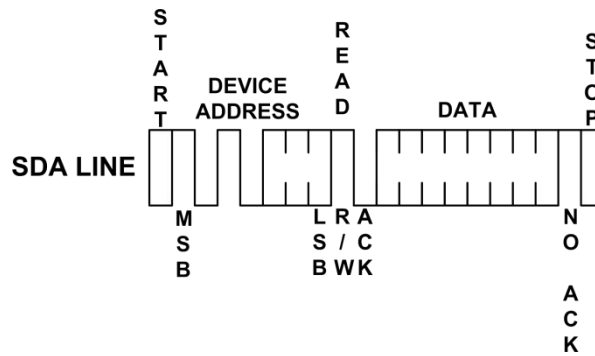 START
READ
STOP
DEVICE
ADDRESS
DATA
SDA LINE
MSB
LSB
R/W
ACK
NO ACK